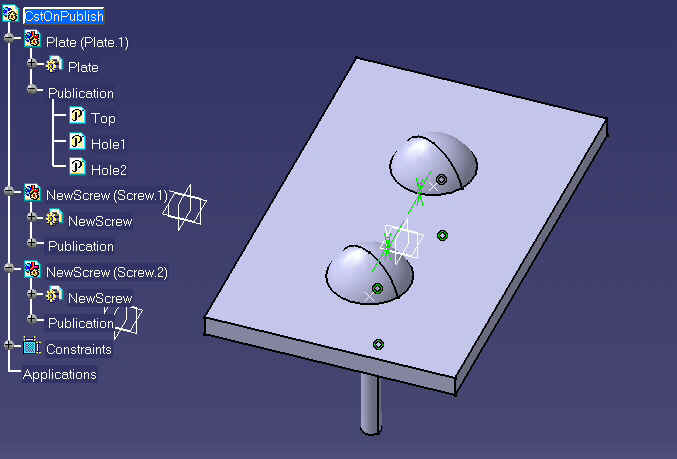 CstOnPublish
Plate (Plate.1)
Plate
Publication
Top
Hole1
Hole2
NewScrew (Screw.1)
NewScrew
Publication
NewScrew (Screw.2)
NewScrew
Publication
Constraints
Applications